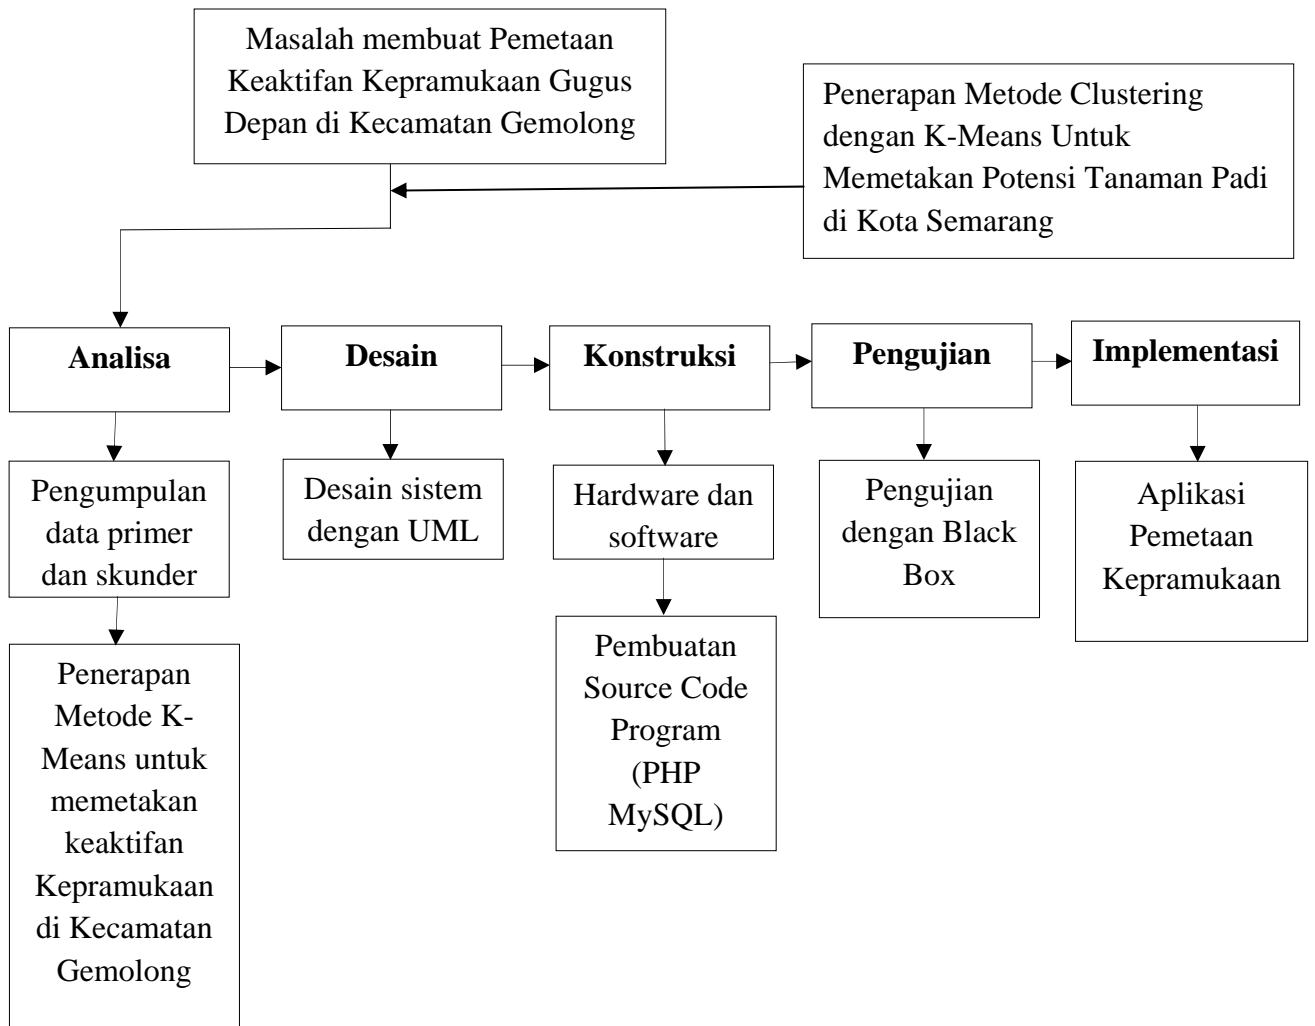 Masalah membuat Pemetaan
Keaktifan Kepramukaan Gugus
Depan di Kecamatan Gemolong
Penerapan Metode Clustering
dengan K-Means Untuk
Memetakan Potensi Tanaman Padi
di Kota Semarang
Analisa
Desain
Konstruksi
Pengujian
Implementasi
Pengumpulan
data primer
dan skunder
Desain sistem
dengan UML
Hardware dan
software
Pengujian
dengan Black
Box
Aplikasi
Pemetaan
Kepramukaan
Penerapan
Metode K-
Means untuk
memetakan
keaktifan
Kepramukaan
di Kecamatan
Gemolong
Pembuatan
Source Code
Program
(PHP
MySQL)